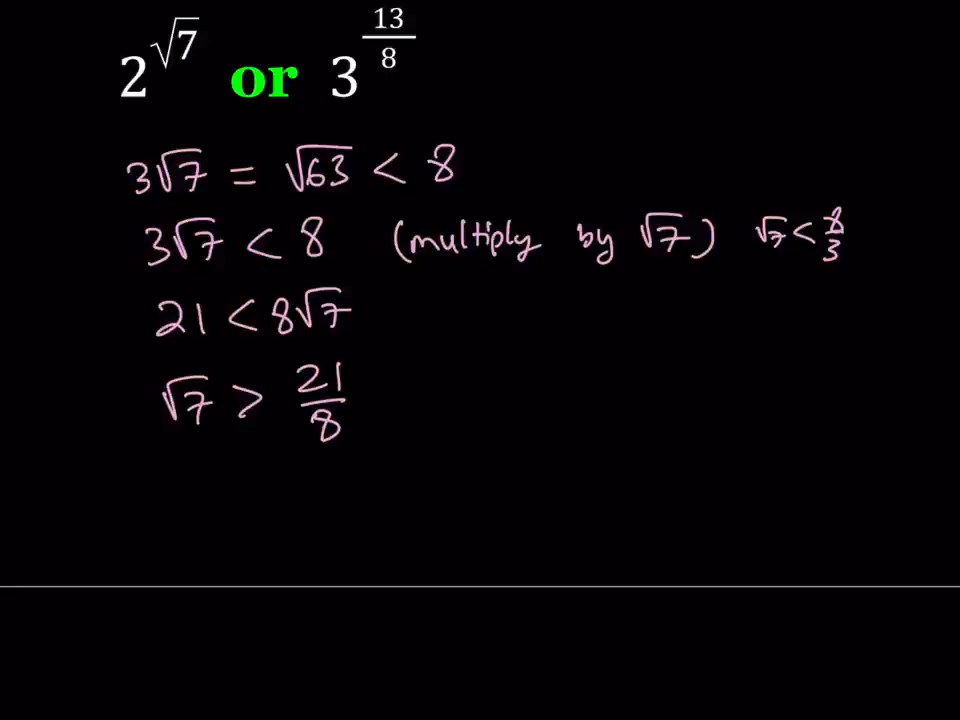 2^√7 or 3^(13/8)
3√7 = √63 < 8
3√7 < 8 (multiply by √7) √7 < 8/3
21 < 8√7
√7 > 21/8